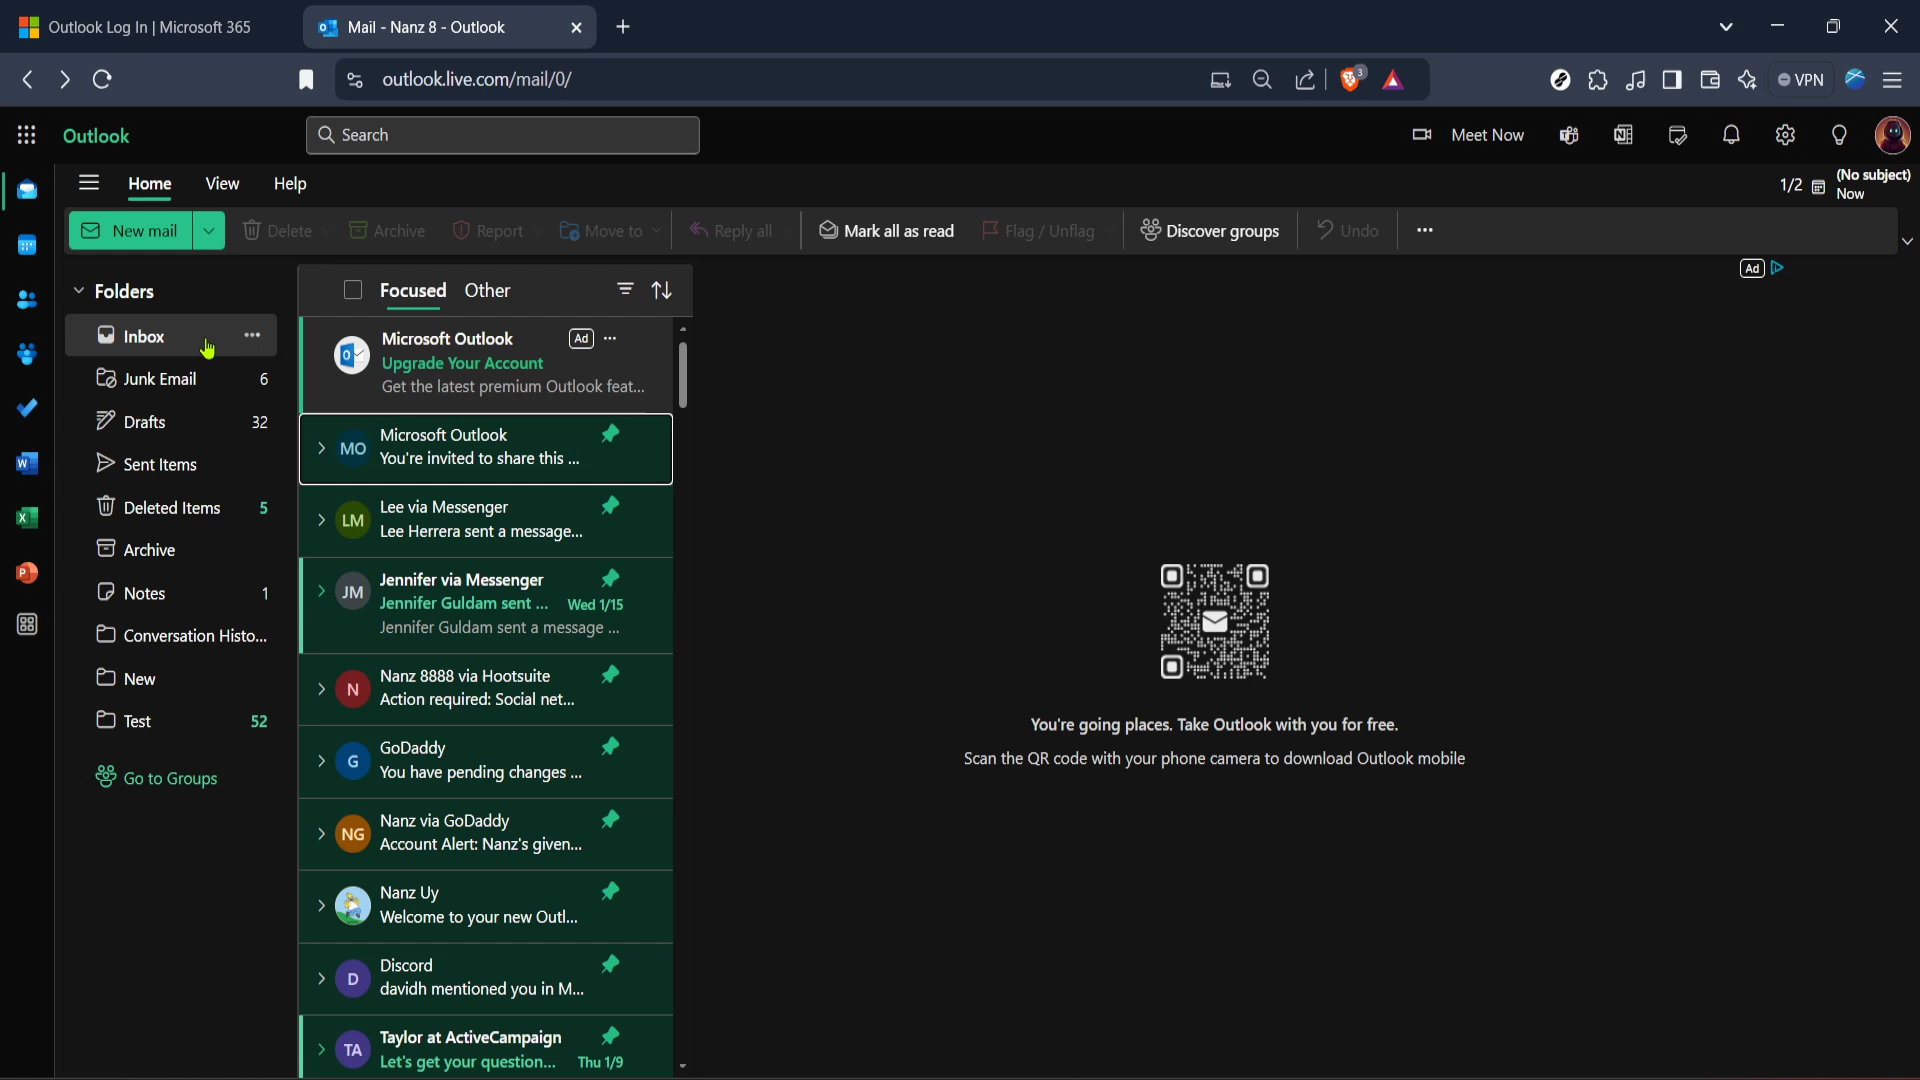 Outlook Log In | Microsoft 365
Mail - Nanz 8 - Outlook
outlook.live.com/mail/0/
3
VPN
Outlook
Search
Meet Now
Home
View
Help
1/2
(No subject)
Now
New mail
Delete
Archive
Report
Move to
Reply all
Mark all as read
Flag / Unflag
Discover groups
Undo
Folders
Inbox
Junk Email 6
Drafts 32
Sent Items
Deleted Items 5
Archive
Notes 1
Conversation Histo...
New
Test 52
Go to Groups
Focused
Other
Microsoft Outlook
Ad
Upgrade Your Account
Get the latest premium Outlook feat...
MO
Microsoft Outlook
You're invited to share this ...
LM
Lee via Messenger
Lee Herrera sent a message...
JM
Jennifer via Messenger
Jennifer Guldam sent ... Wed 1/15
Jennifer Guldam sent a message ...
N
Nanz 8888 via Hootsuite
Action required: Social net...
G
GoDaddy
You have pending changes ...
NG
Nanz via GoDaddy
Account Alert: Nanz's given...
Nanz Uy
Welcome to your new Outl...
D
Discord
davidh mentioned you in M...
TA
Taylor at ActiveCampaign
Let's get your question... Thu 1/9
Ad
You're going places. Take Outlook with you for free.
Scan the QR code with your phone camera to download Outlook mobile